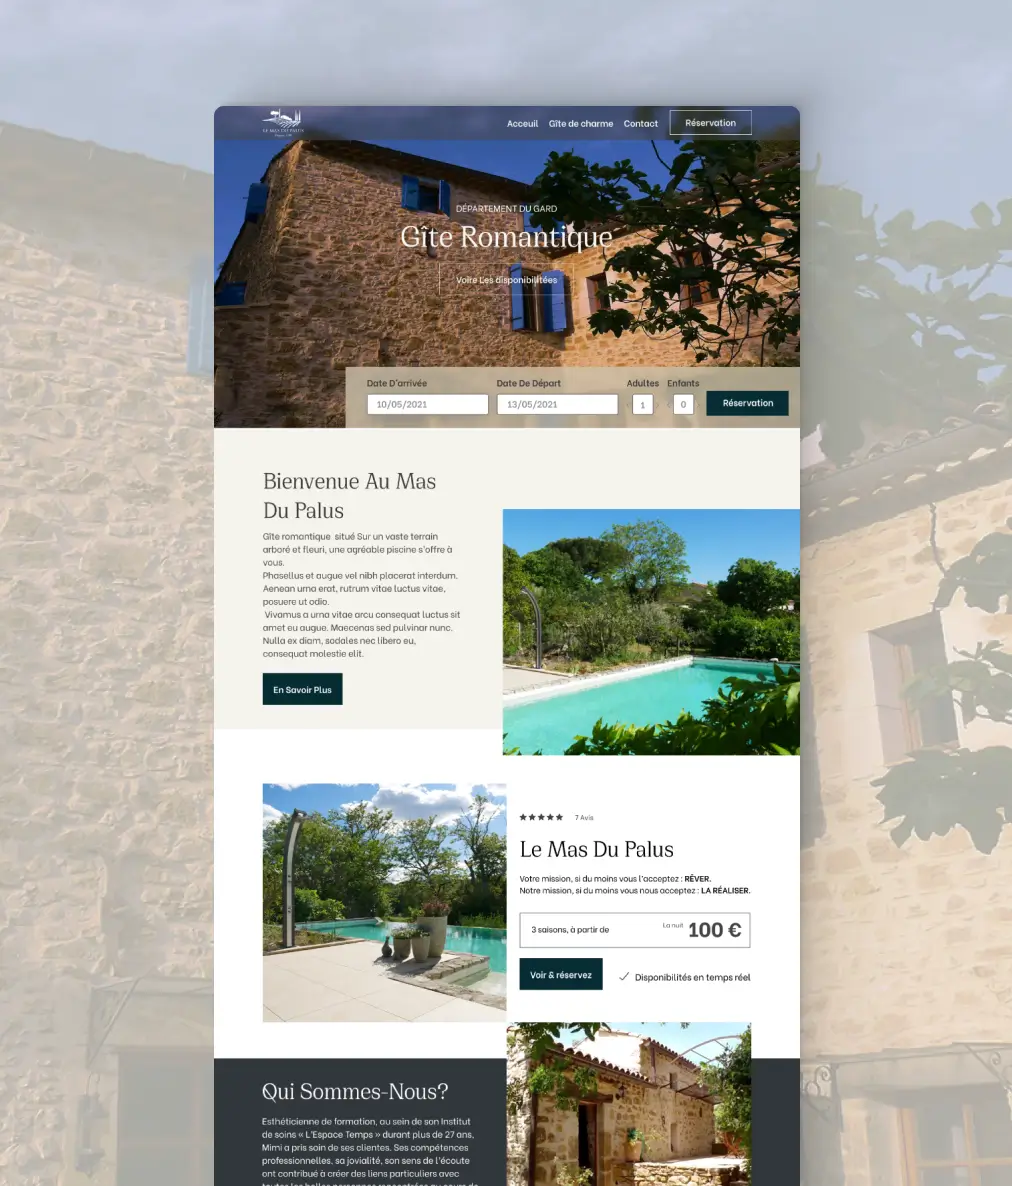 LE MAS DU PALUS
Acceuil Gîte de charme Contact Réservation
DÉPARTEMENT DU GARD
Gîte Romantique
Voire Les disponibilitées
Date D'arrivée Date De Départ Adultes Enfants
10/05/2021 13/05/2021 1 0 Réservation
Bienvenue Au Mas
Du Palus
Gîte romantique situé Sur un vaste terrain
arboré et fleuri, une agréable piscine s'offre à
vous.
Phasellus et augue vel nibh placerat interdum.
Aenean urna erat, rutrum vitae luctus vitae,
posuere ut odio.
Vivamus a urna vitae arcu consequat luctus sit
amet eu augue. Maecenas sed pulvinar nunc.
Nulla ex diam, sodales nec libero eu,
consequat molestie elit.
En Savoir Plus
7 Avis
Le Mas Du Palus
Votre mission, si du moins vous l'acceptez : RÊVER.
Notre mission, si du moins vous nous acceptez : LA RÉALISER.
3 saisons, à partir de La nuit 100 €
Voir & réservez Disponibilités en temps réel
Qui Sommes-Nous?
Esthéticienne de formation, au sein de son Institut
de soins « L'Espace Temps » durant plus de 27 ans,
Mimi a pris soin de ses clientes. Ses compétences
professionnelles, sa jovialité, son sens de l'écoute
ont contribué à créer des liens particuliers avec
toutes les belles personnes rencontrées au cours de